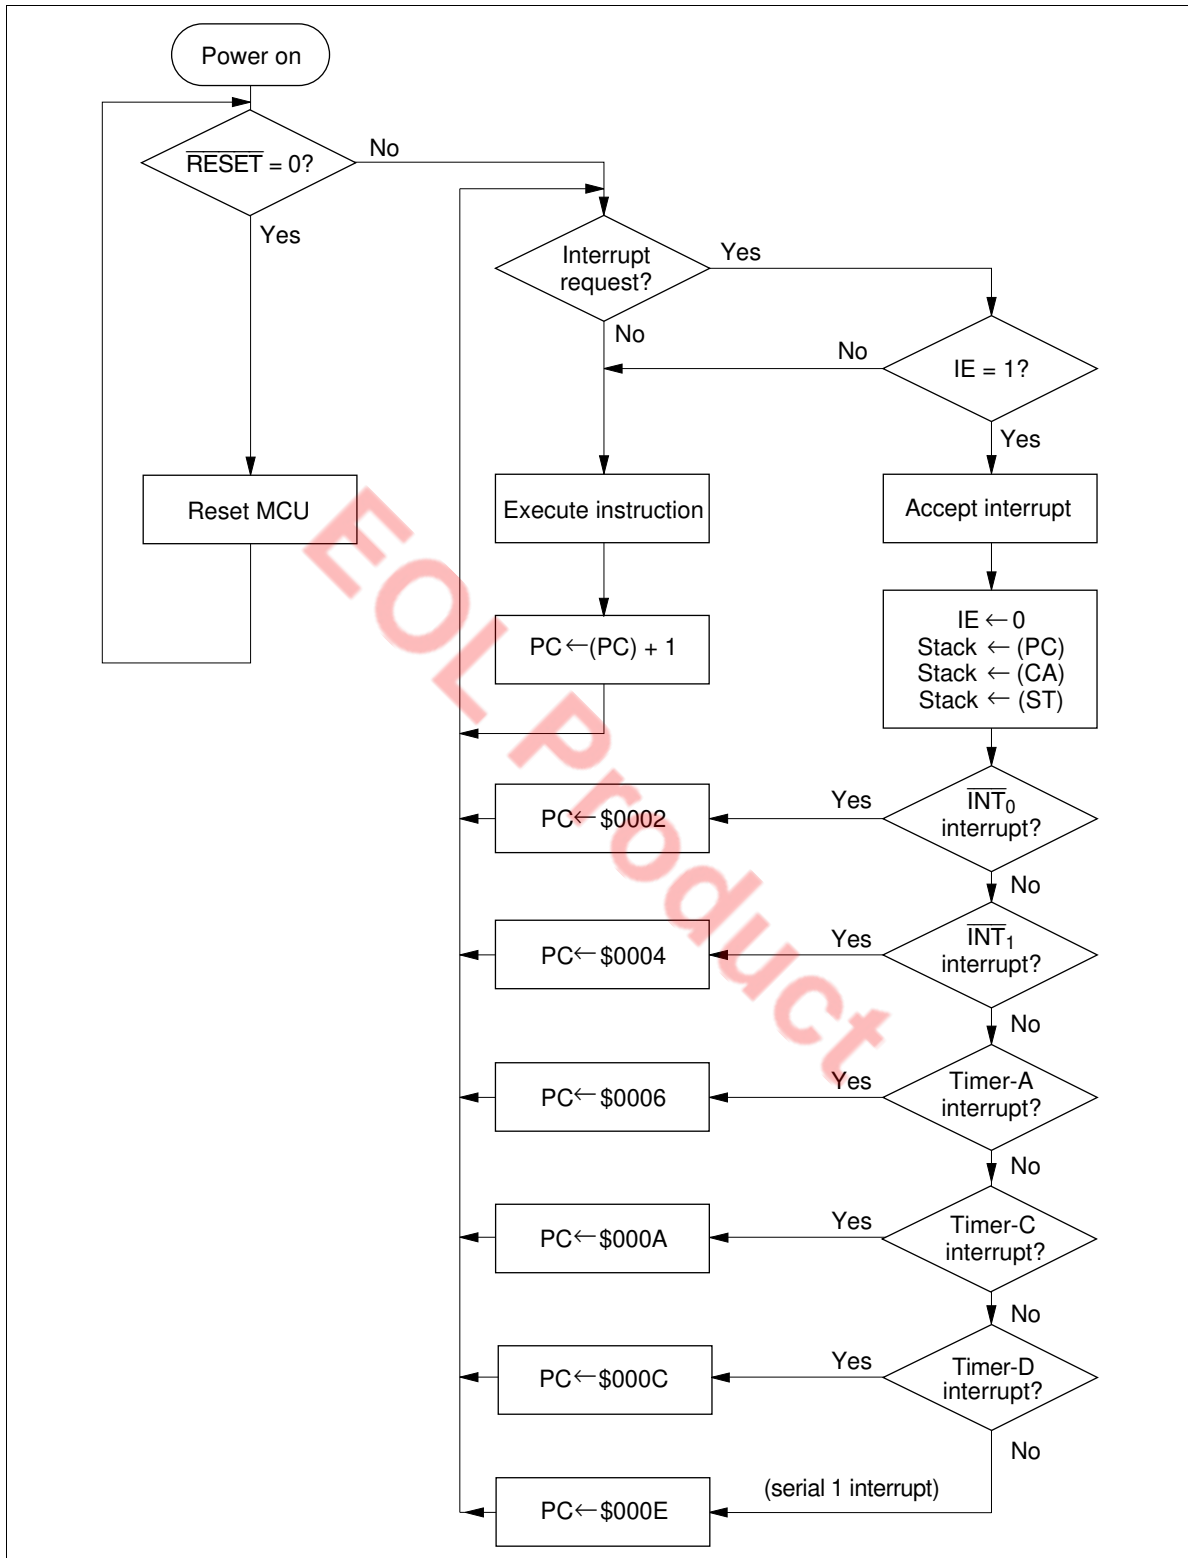 Power on
R̅E̅S̅E̅T̅ = 0?
No
Yes
Interrupt
request?
Yes
No
No
IE = 1?
Yes
Reset MCU
Execute instruction
Accept interrupt
PC←(PC) + 1
IE ← 0
Stack ← (PC)
Stack ← (CA)
Stack ← (ST)
PC←$0002
Yes
I̅N̅T̅₀
interrupt?
No
PC←$0004
Yes
I̅N̅T̅₁
interrupt?
No
PC←$0006
Yes
Timer-A
interrupt?
No
PC←$000A
Yes
Timer-C
interrupt?
No
PC←$000C
Yes
Timer-D
interrupt?
No
(serial 1 interrupt)
PC←$000E
EOL Product